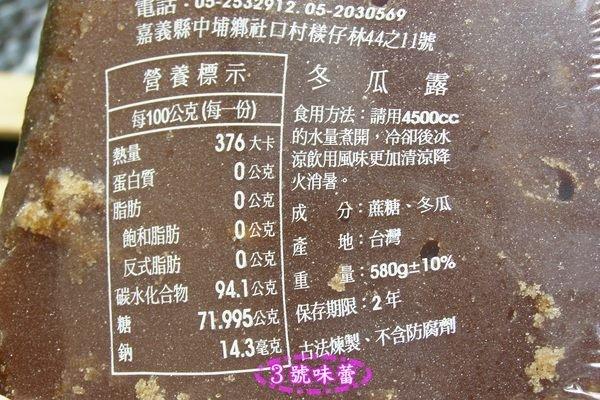 電話：05-2532912. 05-2030569
嘉義縣中埔鄉社口村樣仔林44之11號
營養標示
每100公克(每一份)
熱量 376大卡
蛋白質 0公克
脂肪 0公克
飽和脂肪 0公克
反式脂肪 0公克
碳水化合物 94.1公克
糖 71.995公克
鈉 14.3毫克
冬瓜露
食用方法：請用4500cc
的水量煮開，冷卻後冰
涼飲用風味更加清涼降
火消暑。
成 分：蔗糖、冬瓜
產 地：台灣
重 量：580g±10%
保存期限：2年
古法煉製、不含防腐劑
3號味蕾